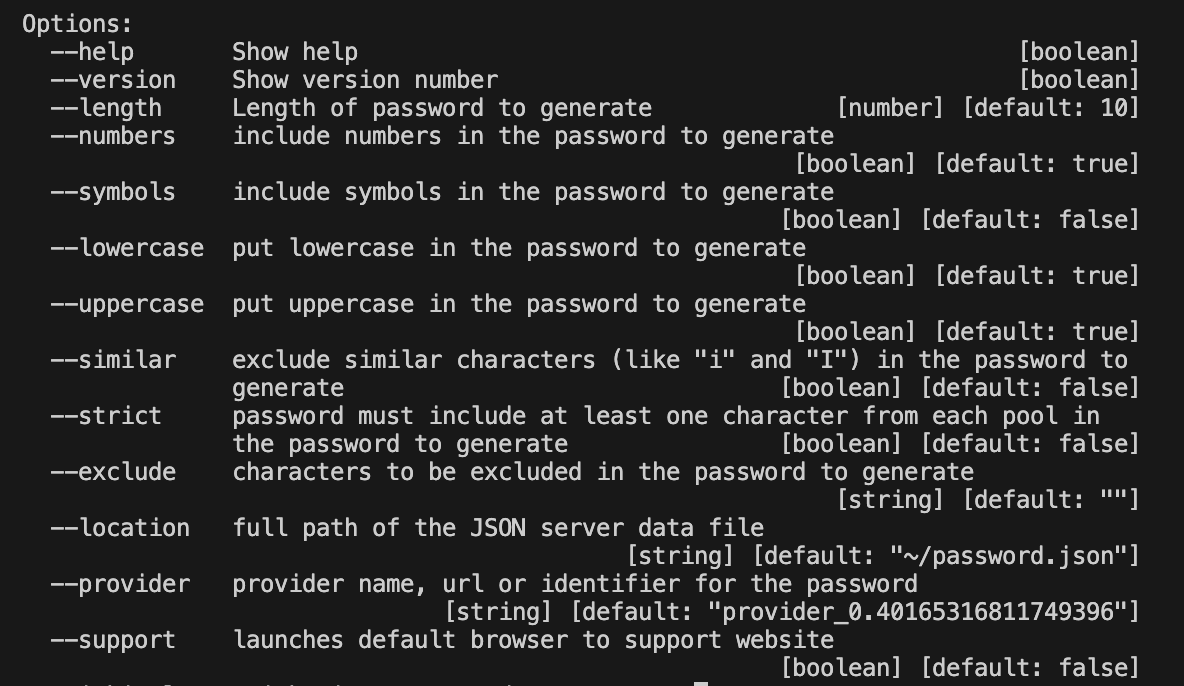 Options:
--help Show help [boolean]
--version Show version number [boolean]
--length Length of password to generate [number] [default: 10]
--numbers include numbers in the password to generate
[boolean] [default: true]
--symbols include symbols in the password to generate
[boolean] [default: false]
--lowercase put lowercase in the password to generate
[boolean] [default: true]
--uppercase put uppercase in the password to generate
[boolean] [default: true]
--similar exclude similar characters (like "i" and "I") in the password to
generate [boolean] [default: false]
--strict password must include at least one character from each pool in
the password to generate [boolean] [default: false]
--exclude characters to be excluded in the password to generate
[string] [default: ""]
--location full path of the JSON server data file
[string] [default: "~/password.json"]
--provider provider name, url or identifier for the password
[string] [default: "provider_0.40165316811749396"]
--support launches default browser to support website
[boolean] [default: false]